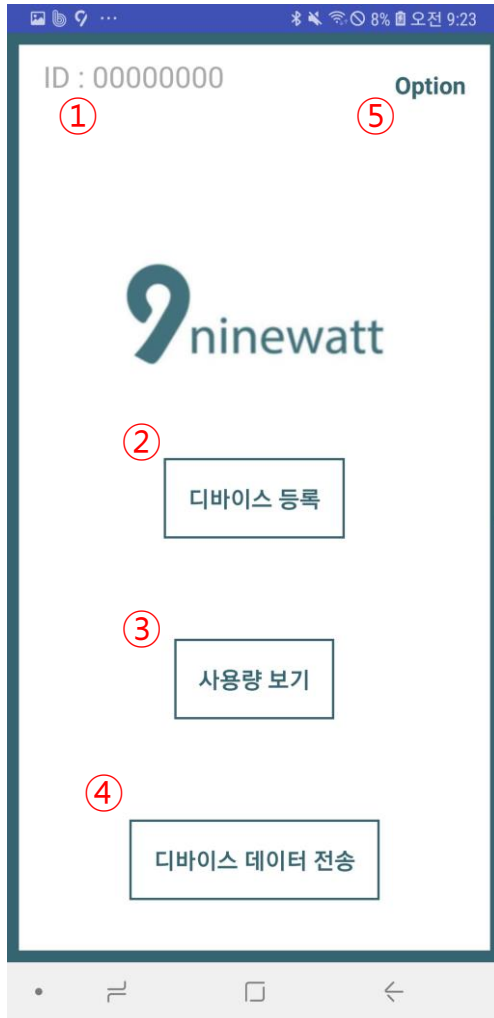 8% 오전 9:23
ID : 00000000
Option
① ⑤
9ninewatt
②
디바이스 등록
③
사용량 보기
④
디바이스 데이터 전송